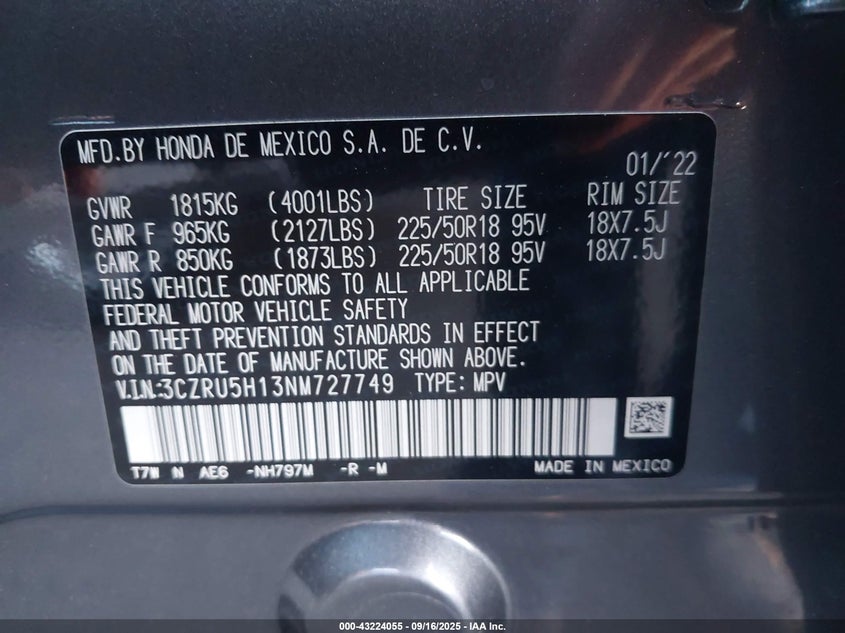 MFD.BY HONDA DE MEXICO S.A. DE C.V.
01/'22
GVWR 1815KG (4001LBS) TIRE SIZE RIM SIZE
GAWR F 965KG (2127LBS) 225/50R18 95V 18X7.5J
GAWR R 850KG (1873LBS) 225/50R18 95V 18X7.5J
THIS VEHICLE CONFORMS TO ALL APPLICABLE
FEDERAL MOTOR VEHICLE SAFETY
AND THEFT PREVENTION STANDARDS IN EFFECT
ON THE DATE OF MANUFACTURE SHOWN ABOVE.
V.I.N.:3CZRU5H13NM727749 TYPE: MPV
T7W N AE6 -NH797M -R -M MADE IN MEXICO
000-43224055 - 09/16/2025 - IAA Inc.